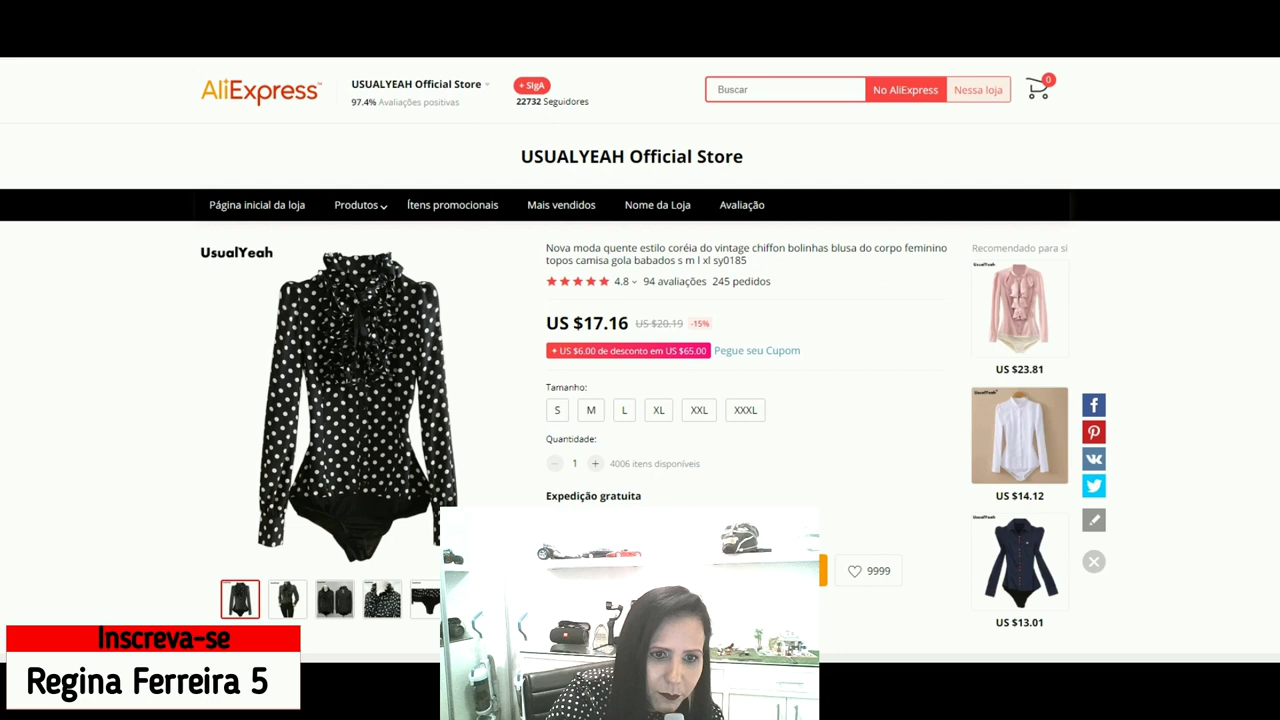 AliExpress™
USUALYEAH Official Store
97.4% Avaliações positivas
+ SIgA
22732 Seguidores
Buscar
No AliExpress
Nessa loja
0
USUALYEAH Official Store
Página inicial da loja
Produtos
Ítens promocionais
Mais vendidos
Nome da Loja
Avaliação
UsualYeah
Nova moda quente estilo coréia do vintage chiffon bolinhas blusa do corpo feminino
topos camisa gola babados s m l xl sy0185
4.8
94 avaliações
245 pedidos
US $17.16
US $20.19
-15%
+ US $6.00 de desconto em US $65.00
Pegue seu Cupom
Tamanho:
S
M
L
XL
XXL
XXXL
Quantidade:
1
+
4006 itens disponíveis
Expedição gratuita
9999
Recomendado para si
UsualYeah
US $23.81
UsualYeah
US $14.12
UsualYeah
US $13.01
Inscreva-se
Regina Ferreira 5